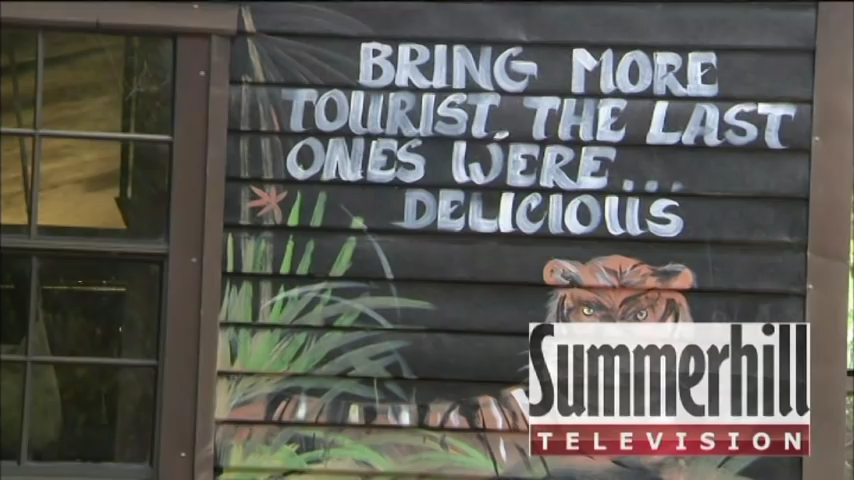 BRING MORE
TOURIST, THE LAST
ONES WERE...
DELICIOUS
Summerhill
TELEVISION